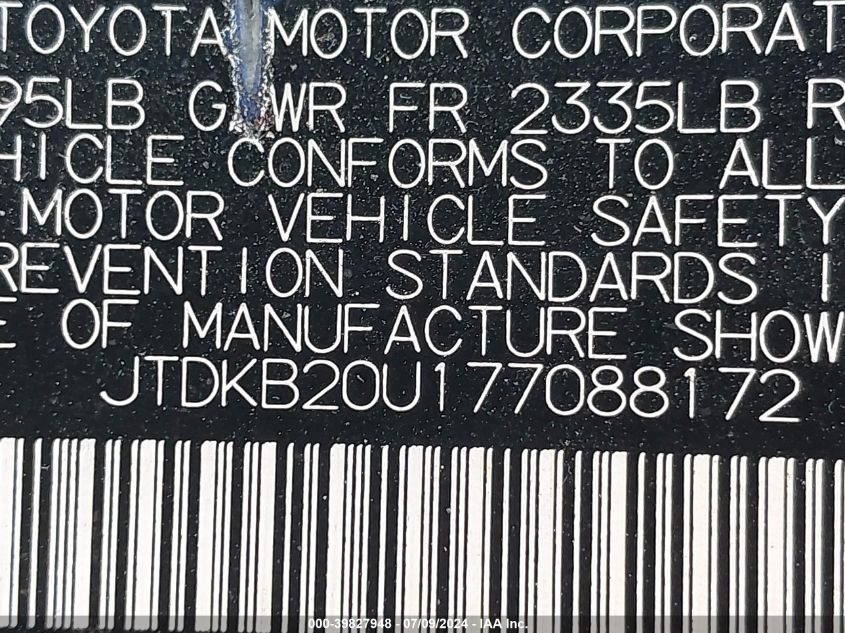 TOYOTA MOTOR CORPORAT
95LB G WR FR 2335LB R
HICLE CONFORMS TO ALL
MOTOR VEHICLE SAFETY
REVENTION STANDARDS I
E OF MANUFACTURE SHOW
JTDKB20U177088172
000-39827948 - 07/09/2024 - IAA Inc.